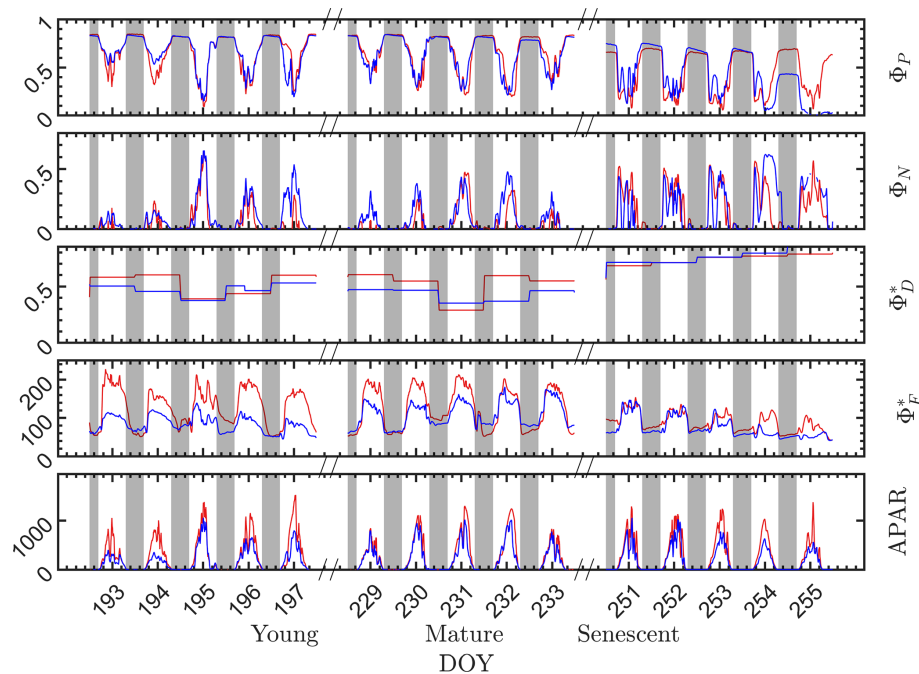 1
0.5
0
Φ_P
0.5
0
Φ_N
0.5
0
Φ*_D
200
100
0
Φ*_F
1000
0
APAR
193 194 195 196 197 229 230 231 232 233 251 252 253 254 255
Young Mature Senescent
DOY